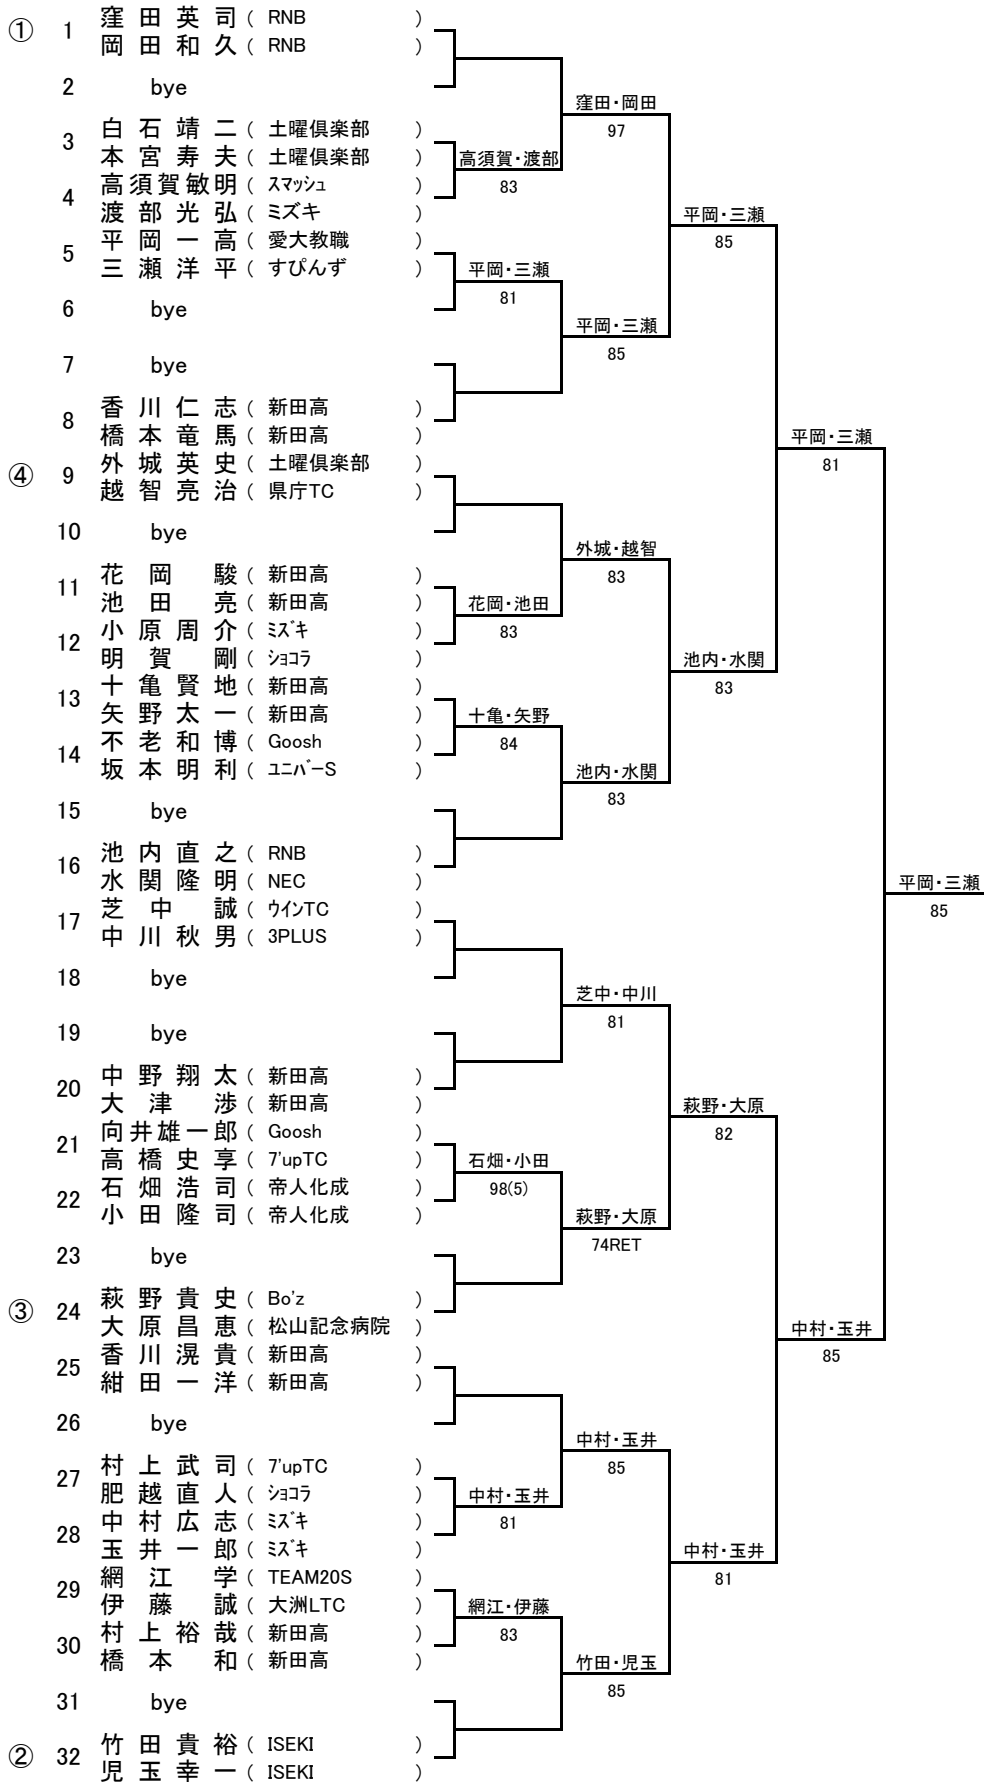 ① 1 窪田英司 ( RNB )
岡田和久 ( RNB )
2 bye
窪田・岡田
97
3 白石靖二 ( 土曜倶楽部 )
本宮寿夫 ( 土曜倶楽部 )
高須賀・渡部
83
4 高須賀敏明 ( スマッシュ )
渡部光弘 ( ミズキ )
平岡・三瀬
85
5 平岡一高 ( 愛大教職 )
三瀬洋平 ( すぴんず )
平岡・三瀬
81
6 bye
平岡・三瀬
85
7 bye
8 香川仁志 ( 新田高 )
橋本竜馬 ( 新田高 )
平岡・三瀬
81
④ 9 外城英史 ( 土曜倶楽部 )
越智亮治 ( 県庁TC )
10 bye
外城・越智
83
11 花岡駿 ( 新田高 )
池田亮 ( 新田高 )
花岡・池田
83
12 小原周介 ( ミズキ )
明賀剛 ( ショコラ )
池内・水関
83
13 十亀賢地 ( 新田高 )
矢野太一 ( 新田高 )
十亀・矢野
84
14 不老和博 ( Goosh )
坂本明利 ( ユニバーS )
池内・水関
83
15 bye
16 池内直之 ( RNB )
水関隆明 ( NEC )
平岡・三瀬
85
17 芝中誠 ( ウインTC )
中川秋男 ( 3PLUS )
18 bye
芝中・中川
81
19 bye
20 中野翔太 ( 新田高 )
大津渉 ( 新田高 )
萩野・大原
82
21 向井雄一郎 ( Goosh )
高橋史享 ( 7'upTC )
石畑・小田
98(5)
22 石畑浩司 ( 帝人化成 )
小田隆司 ( 帝人化成 )
萩野・大原
74RET
23 bye
③ 24 萩野貴史 ( Bo'z )
大原昌恵 ( 松山記念病院 )
中村・玉井
85
25 香川滉貴 ( 新田高 )
紺田一洋 ( 新田高 )
26 bye
中村・玉井
85
27 村上武司 ( 7'upTC )
肥越直人 ( ショコラ )
中村・玉井
81
28 中村広志 ( ミズキ )
玉井一郎 ( ミズキ )
中村・玉井
81
29 網江学 ( TEAM20S )
伊藤誠 ( 大洲LTC )
網江・伊藤
83
30 村上裕哉 ( 新田高 )
橋本和 ( 新田高 )
竹田・児玉
85
31 bye
② 32 竹田貴裕 ( ISEKI )
児玉幸一 ( ISEKI )